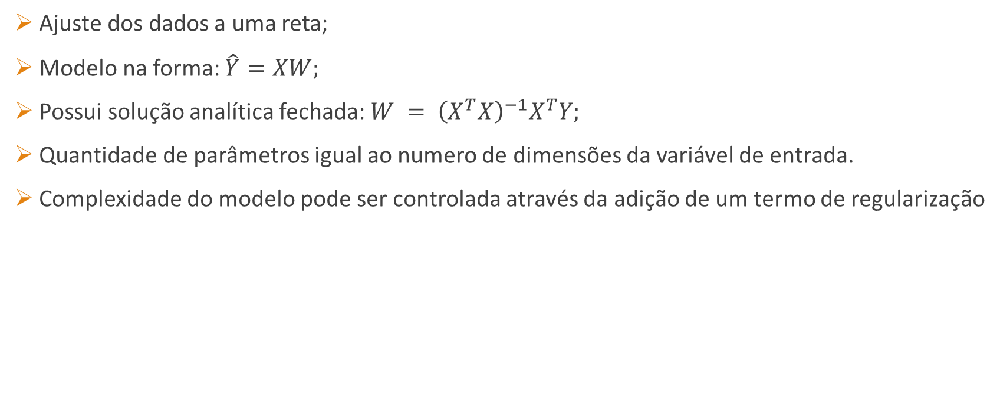 Ajuste dos dados a uma reta;
Modelo na forma: Ŷ = XW;
Possui solução analítica fechada: W = (XᵀX)⁻¹XᵀY;
Quantidade de parâmetros igual ao numero de dimensões da variável de entrada.
Complexidade do modelo pode ser controlada através da adição de um termo de regularização